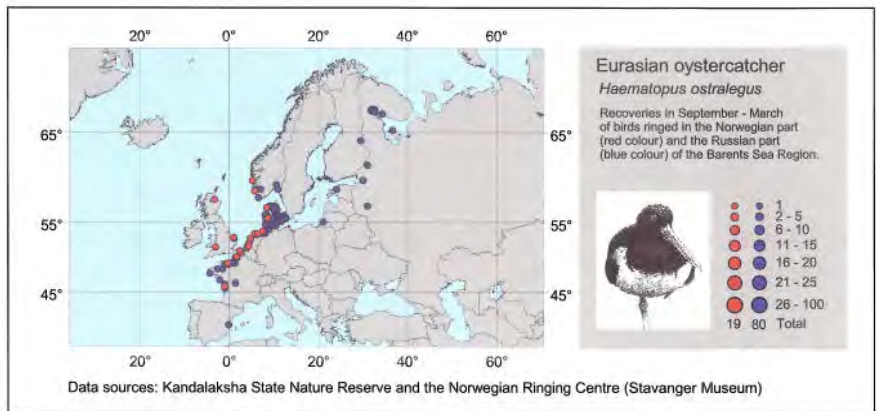 20° 0° 20° 40° 60°
65° 65°
55° 55°
45° 45°
20° 0° 20° 40° 60°
Eurasian oystercatcher
Haematopus ostralegus
Recoveries in September - March
of birds ringed in the Norwegian part
(red colour) and the Russian part
(blue colour) of the Barents Sea Region.
1
2 - 5
6 - 10
11 - 15
16 - 20
21 - 25
26 - 100
19 80 Total
Data sources: Kandalaksha State Nature Reserve and the Norwegian Ringing Centre (Stavanger Museum)